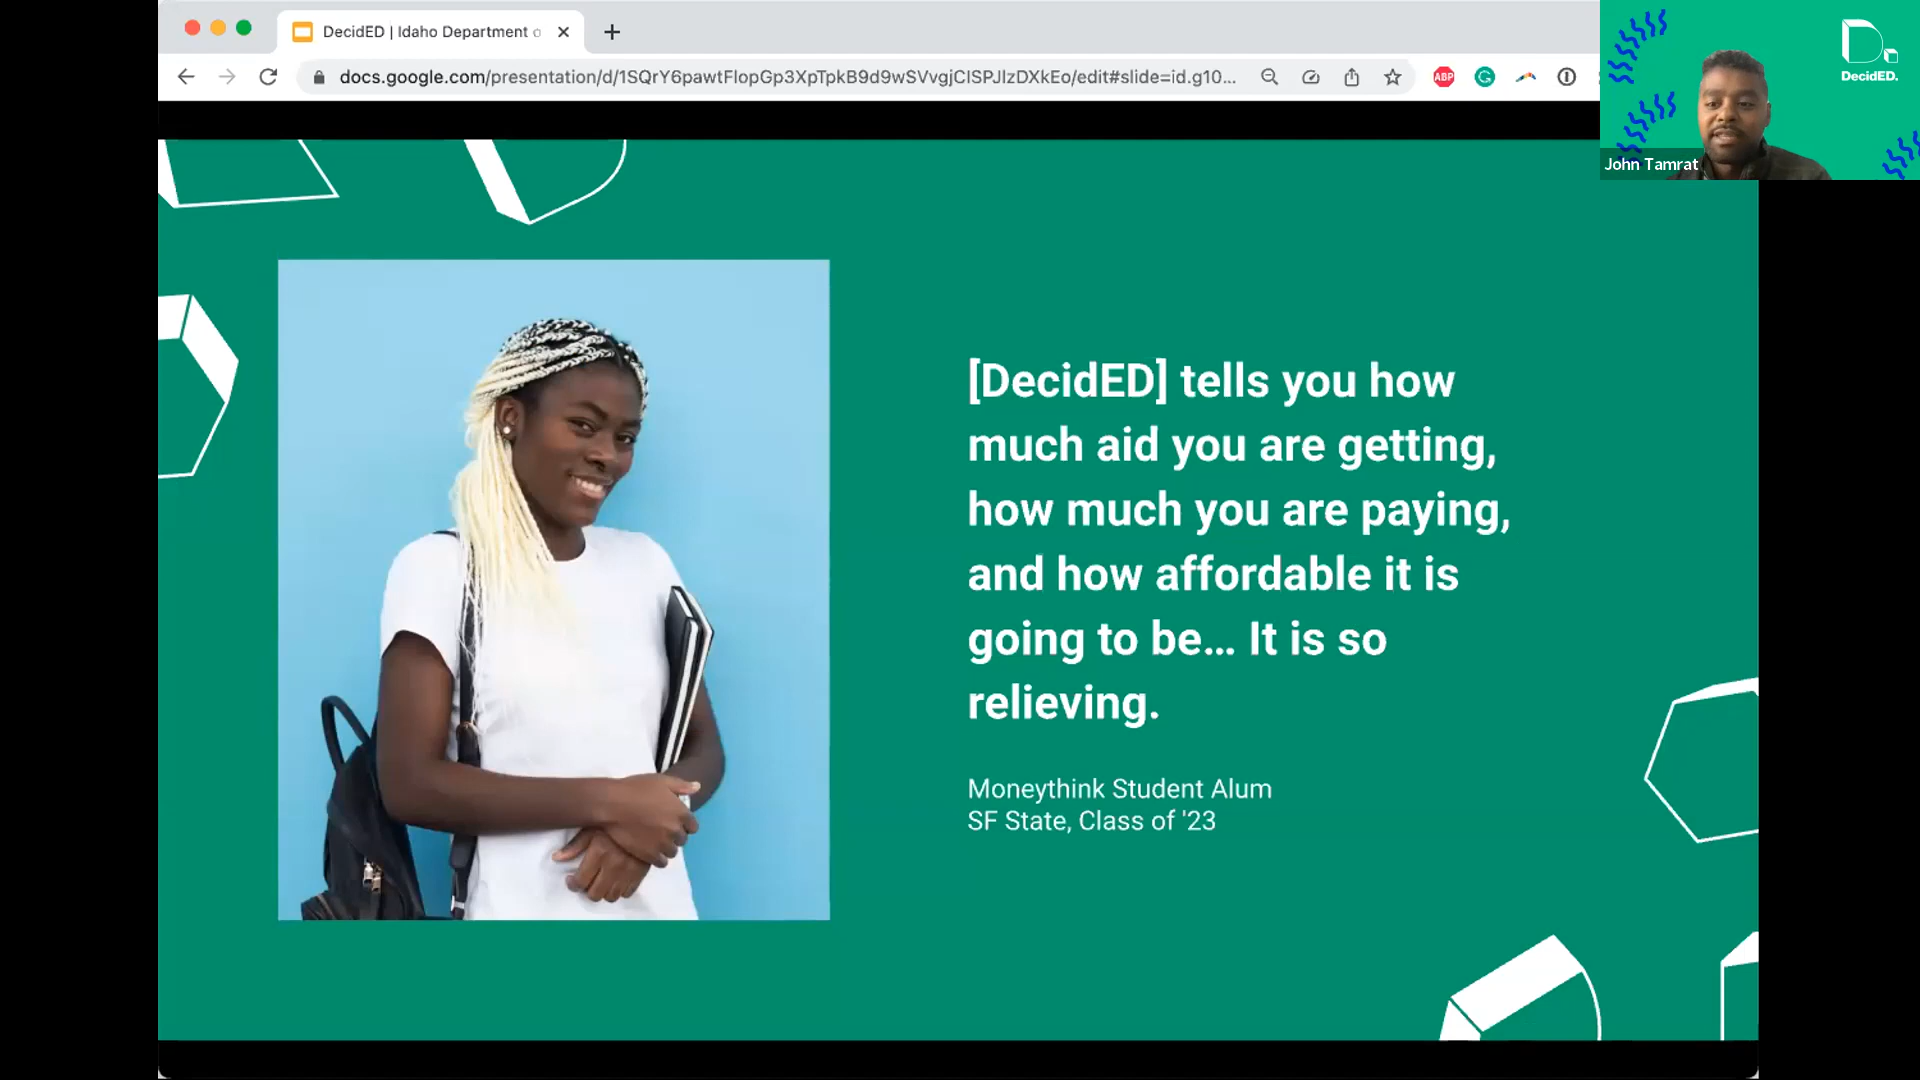 DecidED | Idaho Department o
docs.google.com/presentation/d/1SQrY6pawtFlopGp3XpTpkB9d9wSVvgjClSPJlzDXkEo/edit#slide=id.g10...
ABP
DecidED.
John Tamrat
[DecidED] tells you how
much aid you are getting,
how much you are paying,
and how affordable it is
going to be... It is so
relieving.
Moneythink Student Alum
SF State, Class of '23